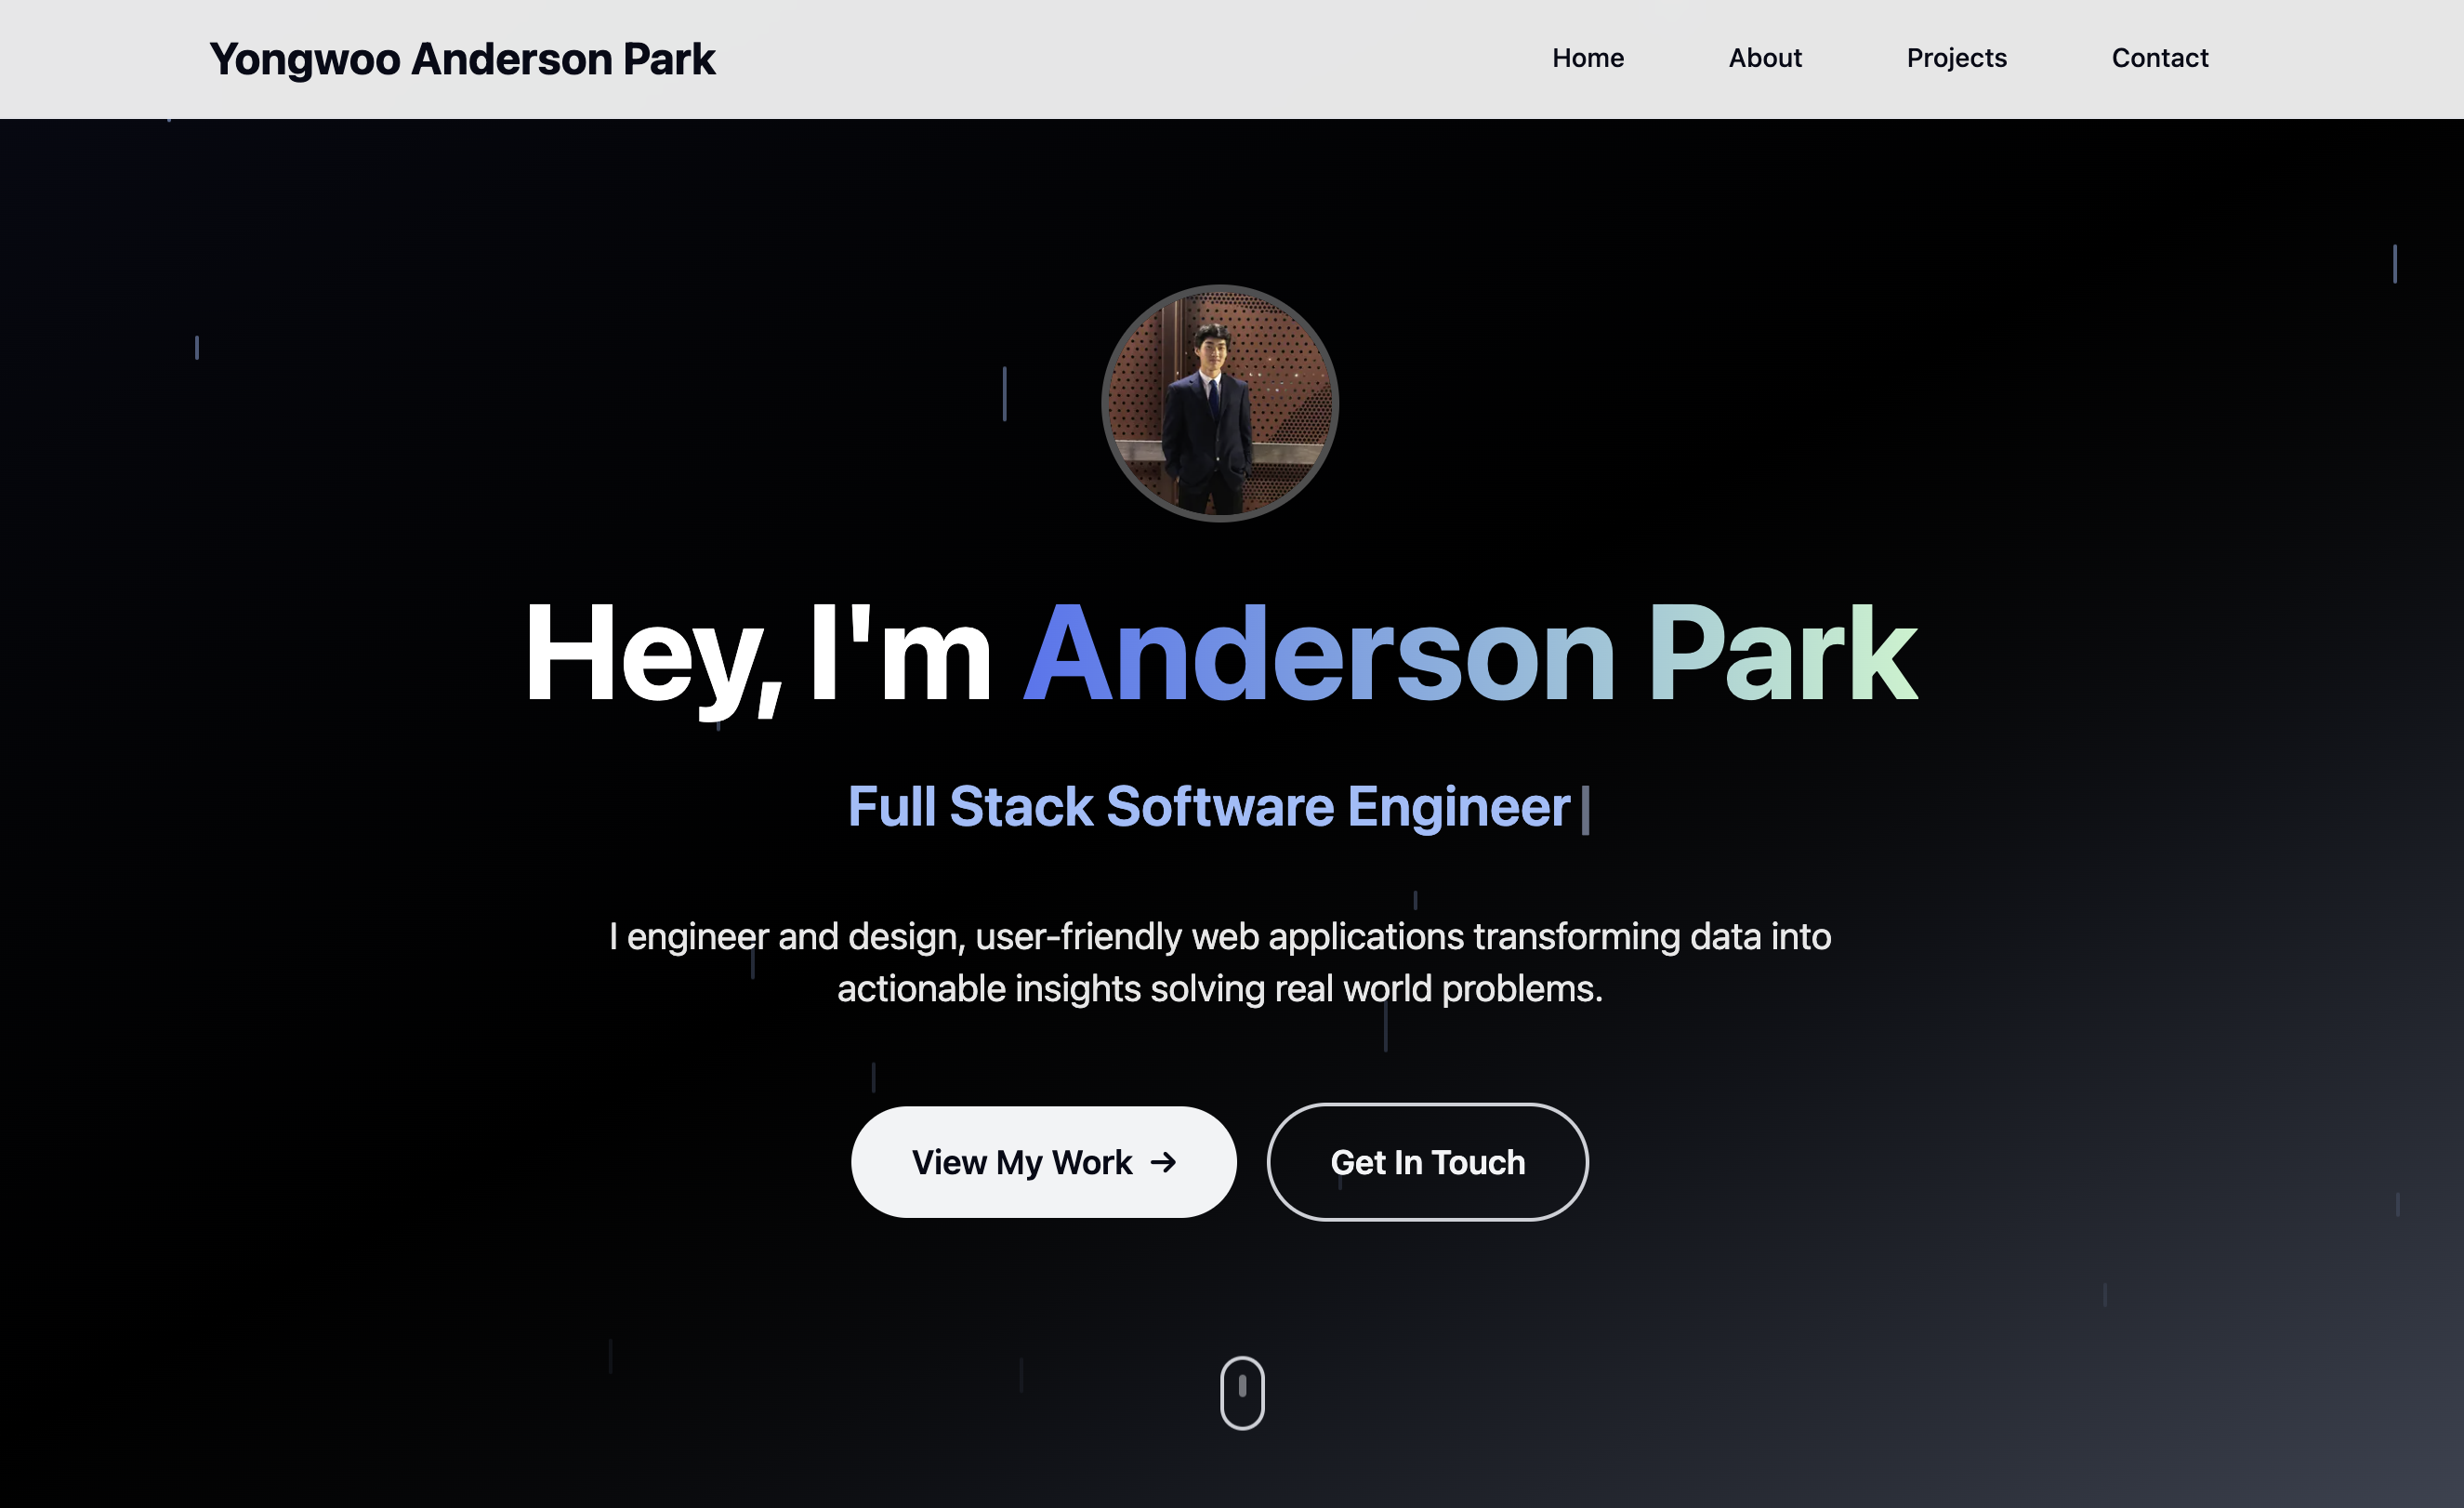 Yongwoo Anderson Park
Home
About
Projects
Contact
Hey, I'm Anderson Park
Full Stack Software Engineer
I engineer and design, user-friendly web applications transforming data into
actionable insights solving real world problems.
View My Work →
Get In Touch